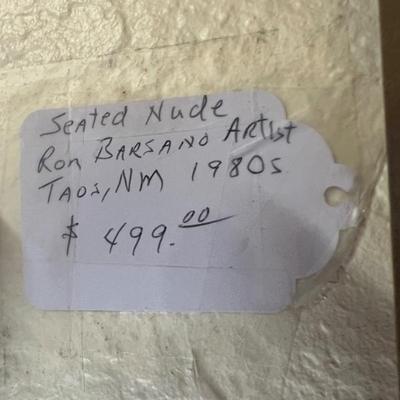 Seated Nude
Ron Barsano Artist
Taos, NM 1980s
$ 499.00